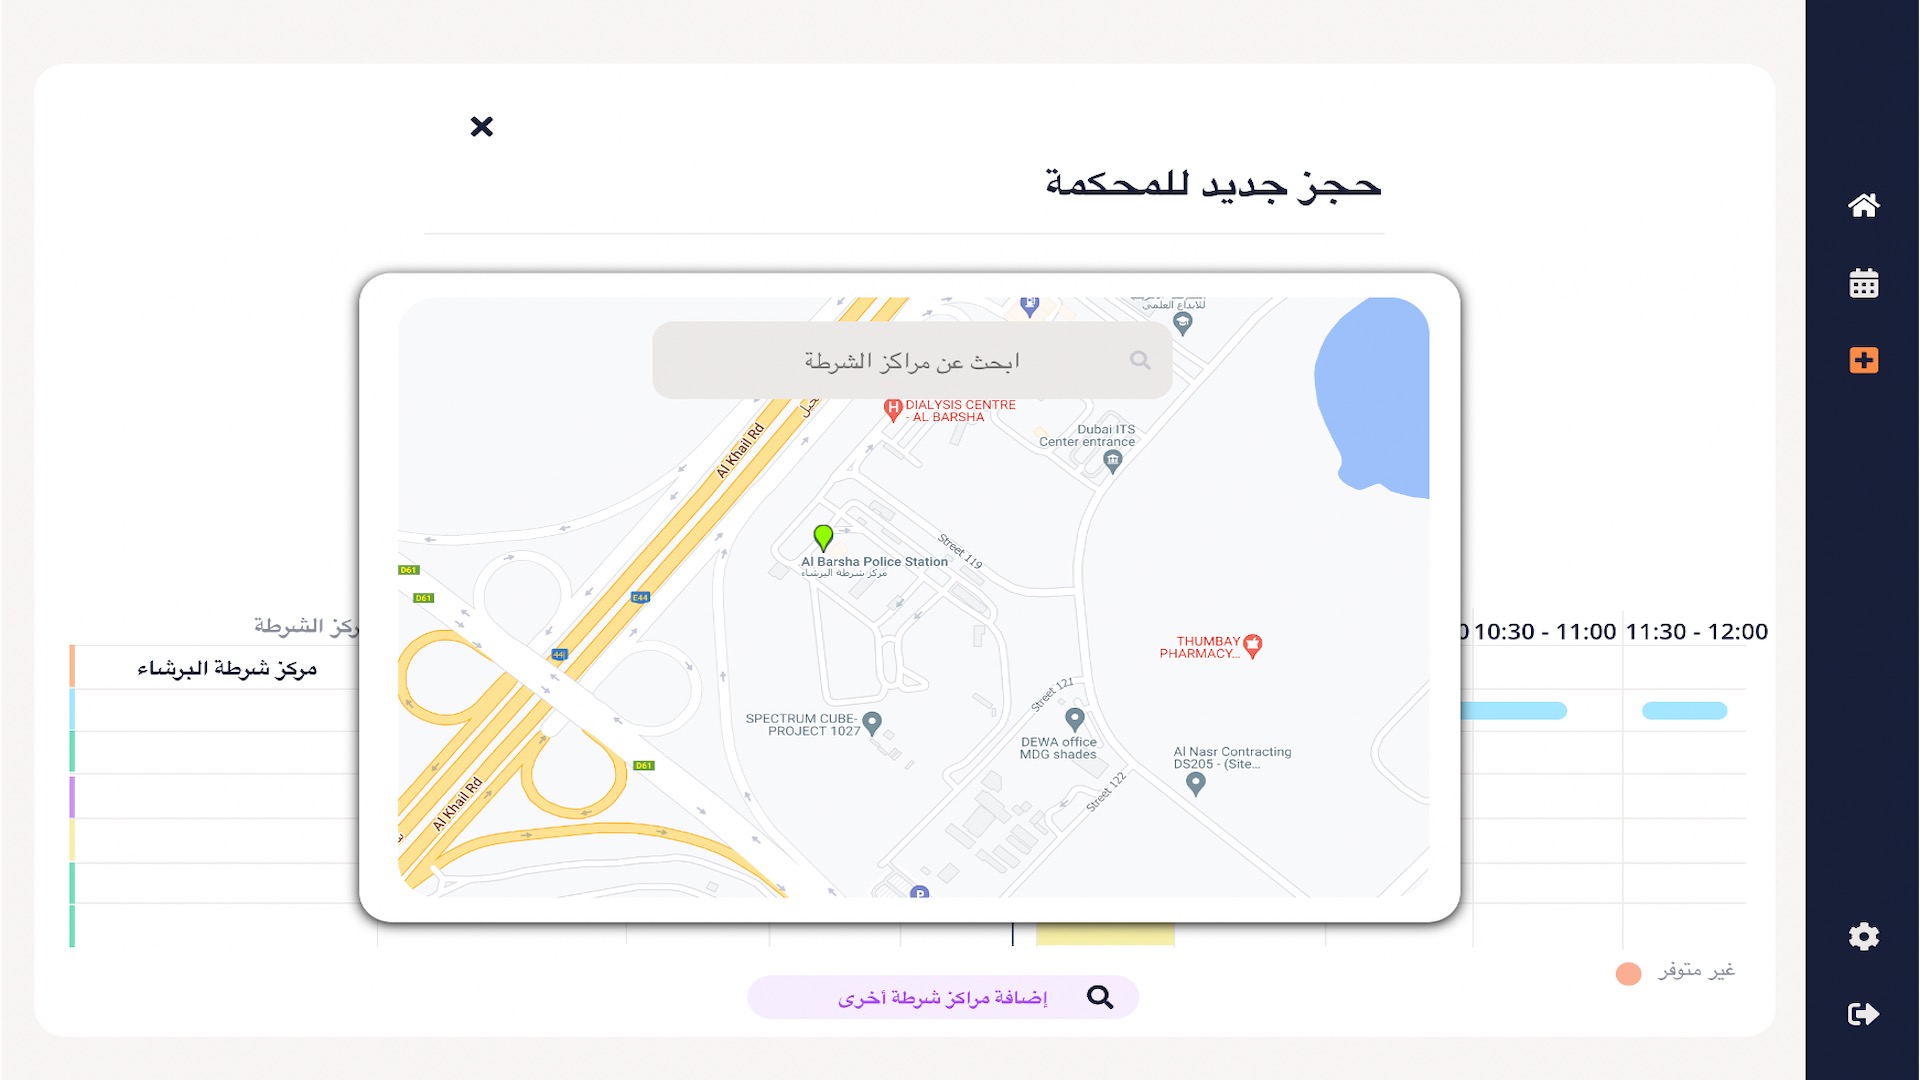 حجز جديد للمحكمة
للابداع العلمي
ابحث عن مراكز الشرطة
DIALYSIS CENTRE
- AL BARSHA
Dubai ITS
Center entrance
Al Khail Rd
Street 119
Al Barsha Police Station
مركز شرطة البرشاء
D61
D61
E44
44
D61
THUMBAY
PHARMACY...
Street 121
SPECTRUM CUBE-
PROJECT 1027
DEWA office
MDG shades
Al Nasr Contracting
DS205 - (Site...
Street 122
Al Khail Rd
P
ركز الشرطة
0 10:30 - 11:00 11:30 - 12:00
مركز شرطة البرشاء
غير متوفر
إضافة مراكز شرطة أخرى